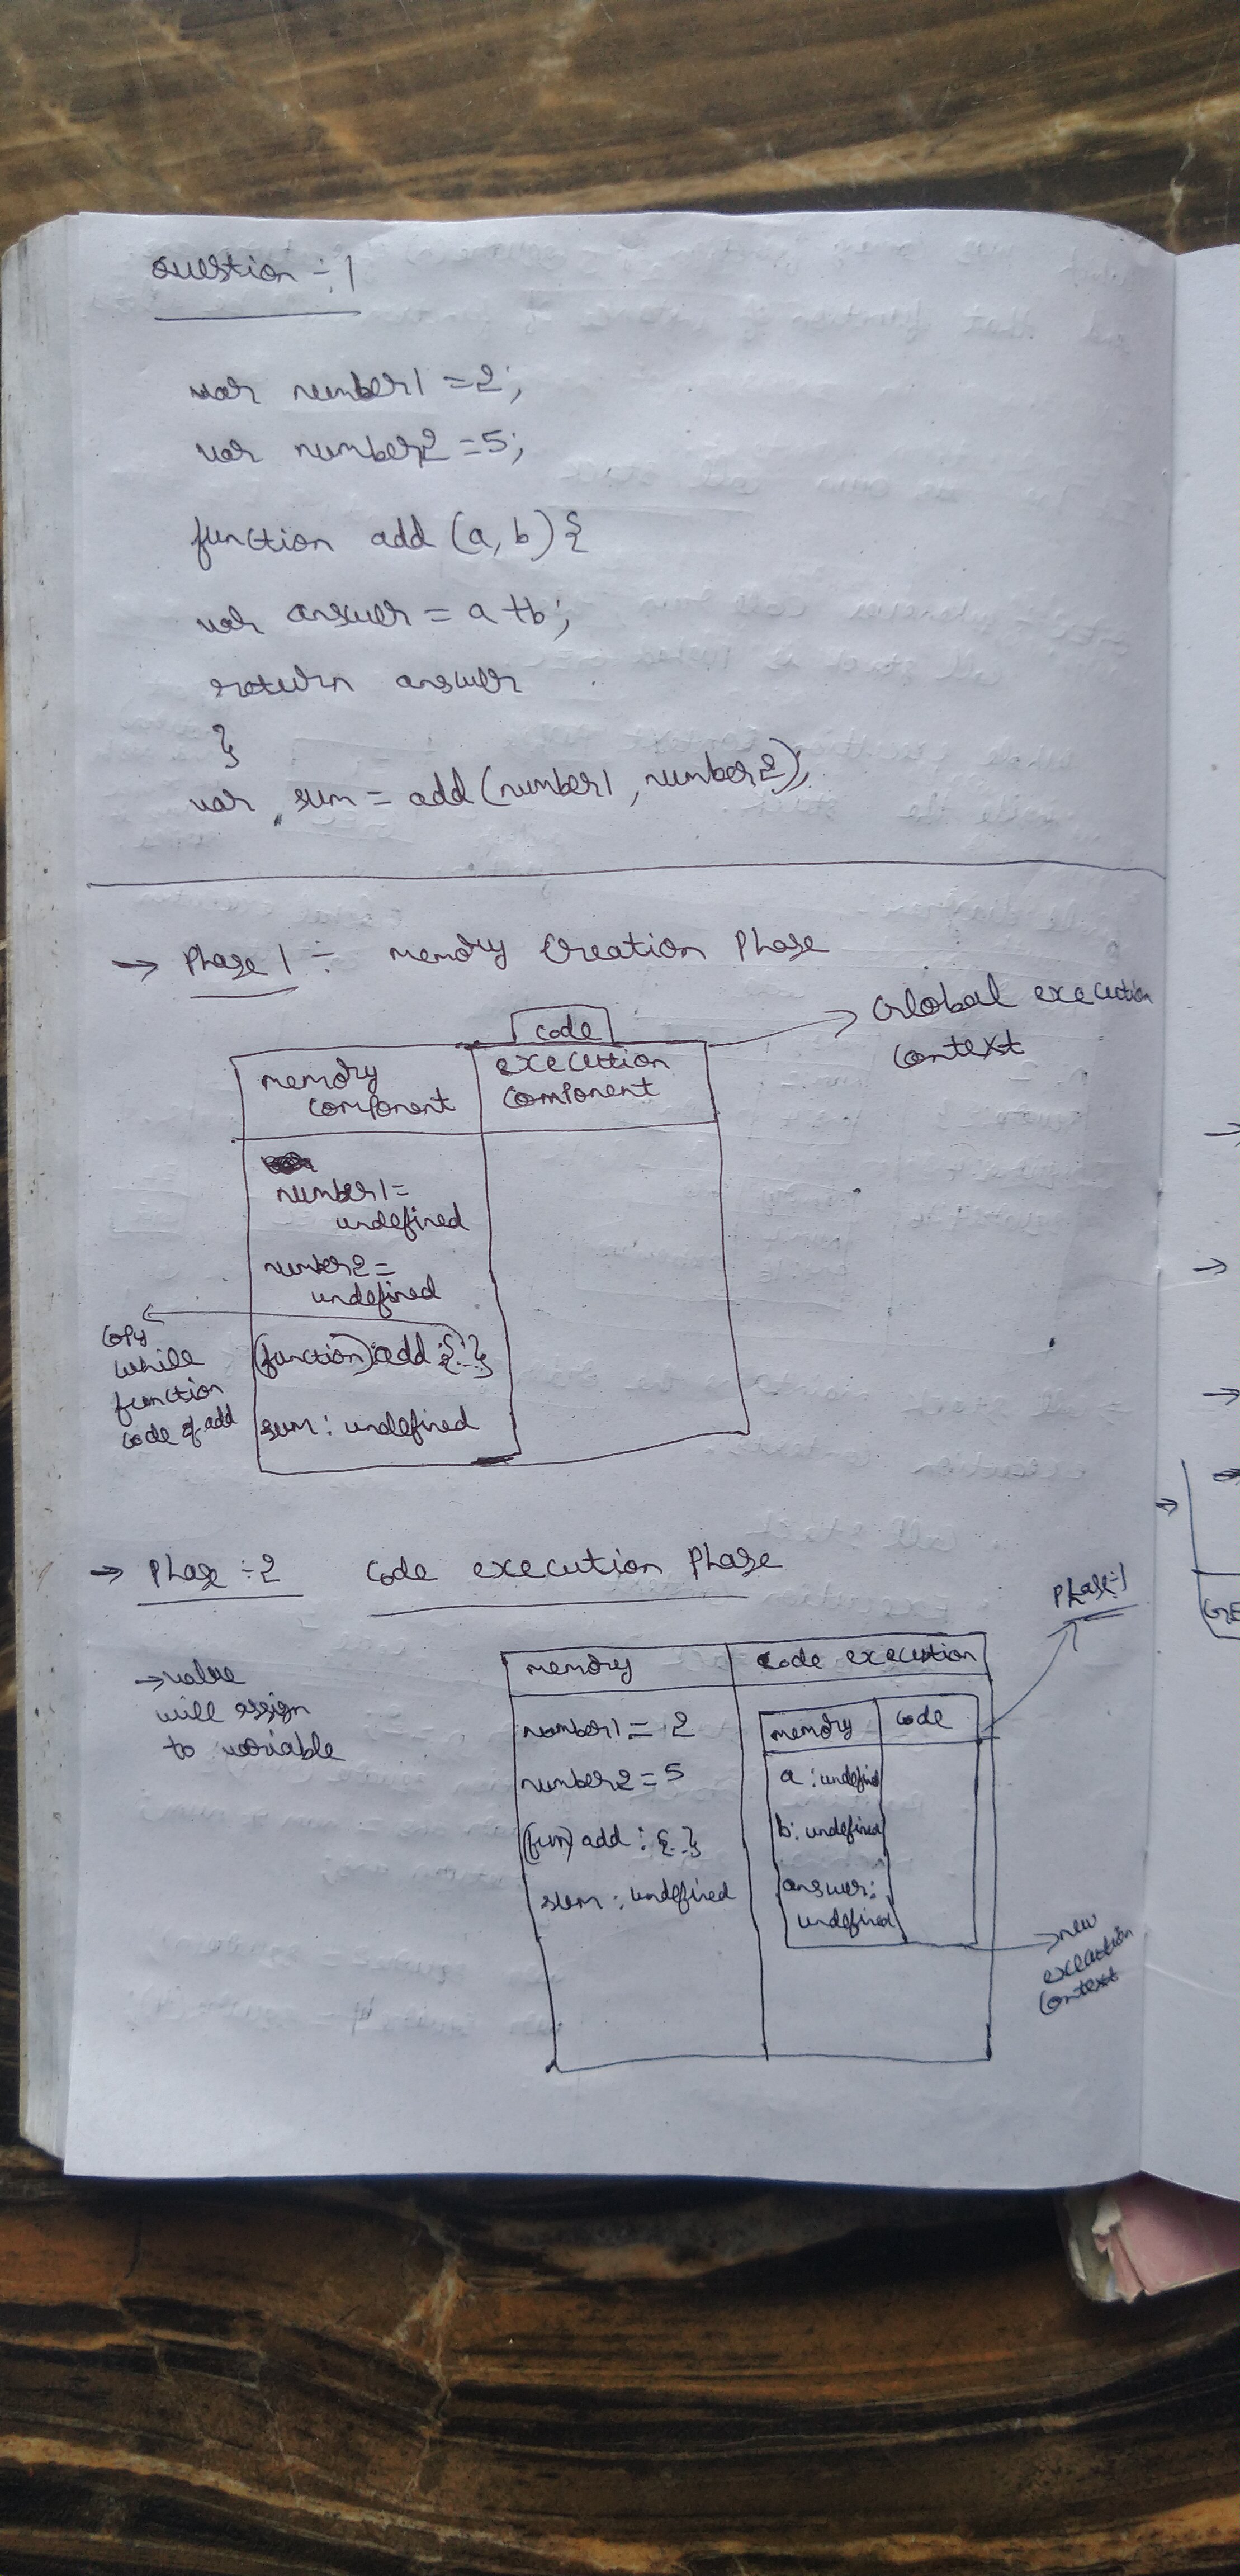 Question ÷ 1
var number1 = 2;
var number2 = 5;
function add (a, b) {
var answer = a + b;
return answer
}
var sum = add (number1, number2);
→ Phase 1 ÷ memory Creation Phase
Global execution
context
code
memory
component
execution
component
number1 =
undefined
number2 =
undefined
(function) add : {..}
sum : undefined
copy
while
function
code of add
→ Phase ÷ 2 Code execution Phase
→ value
will assign
to variable
Phase-1
memory
code execution
number1 = 2
number2 = 5
(fun) add : {..}
sum : undefined
memory
code
a : undefined
b : undefined
answer :
undefined
new
execution
context
GE